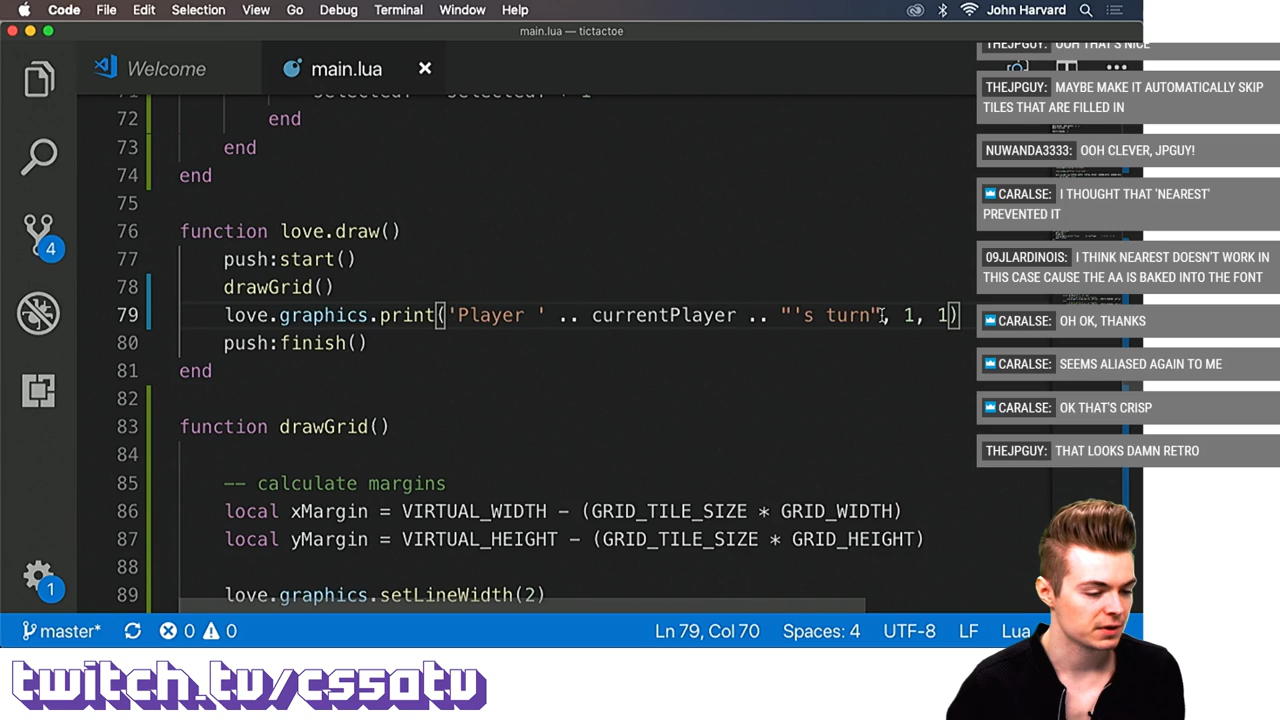 Code File Edit Selection View Go Debug Terminal Window Help John Harvard
main.lua — tictactoe
Welcome main.lua
72 end
73 end
74 end
75
76 function love.draw()
77 push:start()
78 drawGrid()
79 love.graphics.print('Player ' .. currentPlayer .. "'s turn", 1, 1)
80 push:finish()
81 end
82
83 function drawGrid()
84
85 -- calculate margins
86 local xMargin = VIRTUAL_WIDTH - (GRID_TILE_SIZE * GRID_WIDTH)
87 local yMargin = VIRTUAL_HEIGHT - (GRID_TILE_SIZE * GRID_HEIGHT)
88
89 love.graphics.setLineWidth(2)
4
1
master* 0 0 Ln 79, Col 70 Spaces: 4 UTF-8 LF Lua
THEJPGUY: OOH THAT'S NICE
THEJPGUY: MAYBE MAKE IT AUTOMATICALLY SKIP
TILES THAT ARE FILLED IN
NUWANDA3333: OOH CLEVER, JPGUY!
CARALSE: I THOUGHT THAT 'NEAREST'
PREVENTED IT
09JLARDINOIS: I THINK NEAREST DOESN'T WORK IN
THIS CASE CAUSE THE AA IS BAKED INTO THE FONT
CARALSE: OH OK, THANKS
CARALSE: SEEMS ALIASED AGAIN TO ME
CARALSE: OK THAT'S CRISP
THEJPGUY: THAT LOOKS DAMN RETRO
twitch.tv/cs50tv